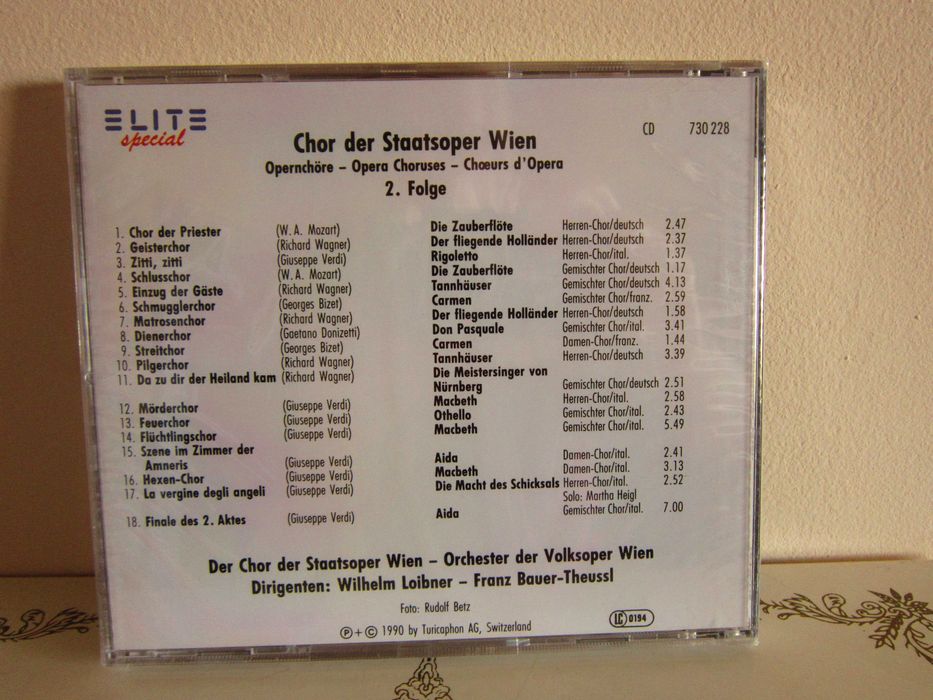 ELITE special
CD 730 228
Chor der Staatsoper Wien
Opernchöre – Opera Choruses – Chœurs d'Opera
2. Folge
1. Chor der Priester (W. A. Mozart) Die Zauberflöte Herren-Chor/deutsch 2.47
2. Geisterchor (Richard Wagner) Der fliegende Holländer Herren-Chor/deutsch 2.37
3. Zitti, zitti (Giuseppe Verdi) Rigoletto Herren-Chor/ital. 1.37
4. Schlusschor (W. A. Mozart) Die Zauberflöte Gemischter Chor/deutsch 1.17
5. Einzug der Gäste (Richard Wagner) Tannhäuser Gemischter Chor/deutsch 4.13
6. Schmugglerchor (Georges Bizet) Carmen Gemischter Chor/franz. 2.59
7. Matrosenchor (Richard Wagner) Der fliegende Holländer Herren-Chor/deutsch 1.58
8. Dienerchor (Gaetano Donizetti) Don Pasquale Gemischter Chor/ital. 3.41
9. Streitchor (Georges Bizet) Carmen Damen-Chor/franz. 1.44
10. Pilgerchor (Richard Wagner) Tannhäuser Herren-Chor/deutsch 3.39
11. Da zu dir der Heiland kam (Richard Wagner) Die Meistersinger von
Nürnberg Gemischter Chor/deutsch 2.51
12. Mörderchor (Giuseppe Verdi) Macbeth Herren-Chor/ital. 2.58
13. Feuerchor (Giuseppe Verdi) Othello Gemischter Chor/ital. 2.43
14. Flüchtlingschor (Giuseppe Verdi) Macbeth Gemischter Chor/ital. 5.49
15. Szene im Zimmer der
Amneris (Giuseppe Verdi) Aida Damen-Chor/ital. 2.41
16. Hexen-Chor (Giuseppe Verdi) Macbeth Damen-Chor/ital. 3.13
17. La vergine degli angeli (Giuseppe Verdi) Die Macht des Schicksals Herren-Chor/ital. 2.52
Solo: Martha Heigl
18. Finale des 2. Aktes (Giuseppe Verdi) Aida Gemischter Chor/ital. 7.00
Der Chor der Staatsoper Wien – Orchester der Volksoper Wien
Dirigenten: Wilhelm Loibner – Franz Bauer-Theussl
Foto: Rudolf Betz
℗ + © 1990 by Turicaphon AG, Switzerland
LC 0194